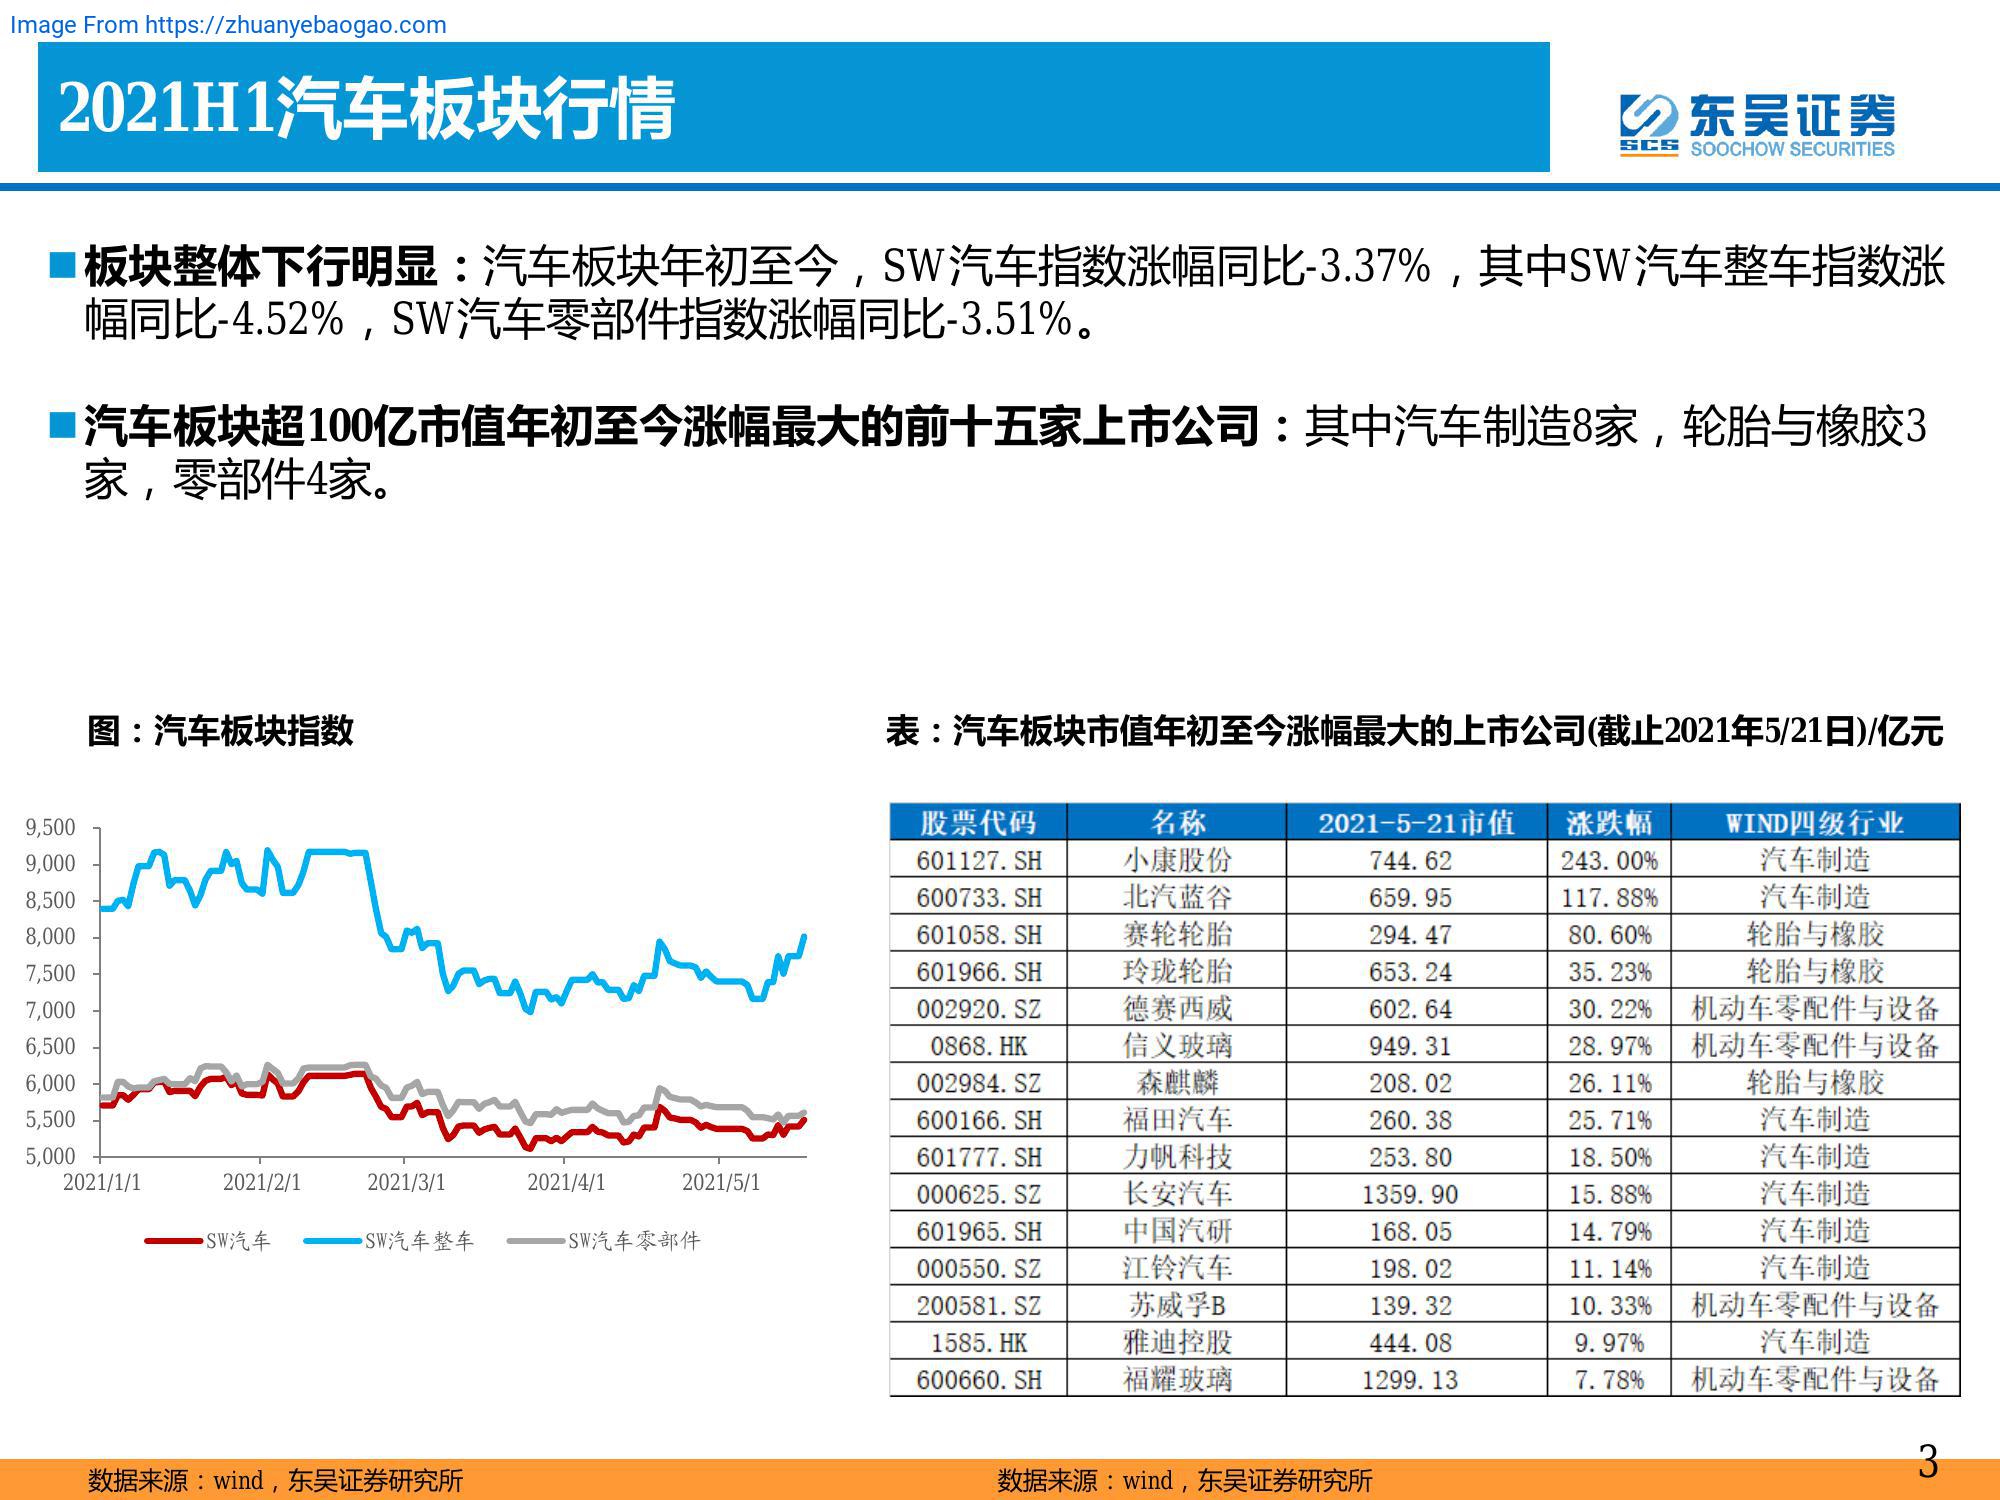 Image From https://zhuanyebaogao.com
2021H1汽车板块行情
东吴证券
SCS
SOOCHOW SECURITIES
板块整体下行明显：汽车板块年初至今，SW汽车指数涨幅同比-3.37%，其中SW汽车整车指数涨
幅同比-4.52%，SW汽车零部件指数涨幅同比-3.51%。
汽车板块超100亿市值年初至今涨幅最大的前十五家上市公司：其中汽车制造8家，轮胎与橡胶3
家，零部件4家。
图：汽车板块指数
9,500
9,000
8,500
8,000
7,500
7,000
6,500
6,000
5,500
5,000
2021/1/1 2021/2/1 2021/3/1 2021/4/1 2021/5/1
SW汽车 SW汽车整车 SW汽车零部件
表：汽车板块市值年初至今涨幅最大的上市公司(截止2021年5/21日)/亿元
股票代码 名称 2021-5-21市值 涨跌幅 WIND四级行业
601127.SH 小康股份 744.62 243.00% 汽车制造
600733.SH 北汽蓝谷 659.95 117.88% 汽车制造
601058.SH 赛轮轮胎 294.47 80.60% 轮胎与橡胶
601966.SH 玲珑轮胎 653.24 35.23% 轮胎与橡胶
002920.SZ 德赛西威 602.64 30.22% 机动车零配件与设备
0868.HK 信义玻璃 949.31 28.97% 机动车零配件与设备
002984.SZ 森麒麟 208.02 26.11% 轮胎与橡胶
600166.SH 福田汽车 260.38 25.71% 汽车制造
601777.SH 力帆科技 253.80 18.50% 汽车制造
000625.SZ 长安汽车 1359.90 15.88% 汽车制造
601965.SH 中国汽研 168.05 14.79% 汽车制造
000550.SZ 江铃汽车 198.02 11.14% 汽车制造
200581.SZ 苏威孚B 139.32 10.33% 机动车零配件与设备
1585.HK 雅迪控股 444.08 9.97% 汽车制造
600660.SH 福耀玻璃 1299.13 7.78% 机动车零配件与设备
数据来源：wind，东吴证券研究所
数据来源：wind，东吴证券研究所
3